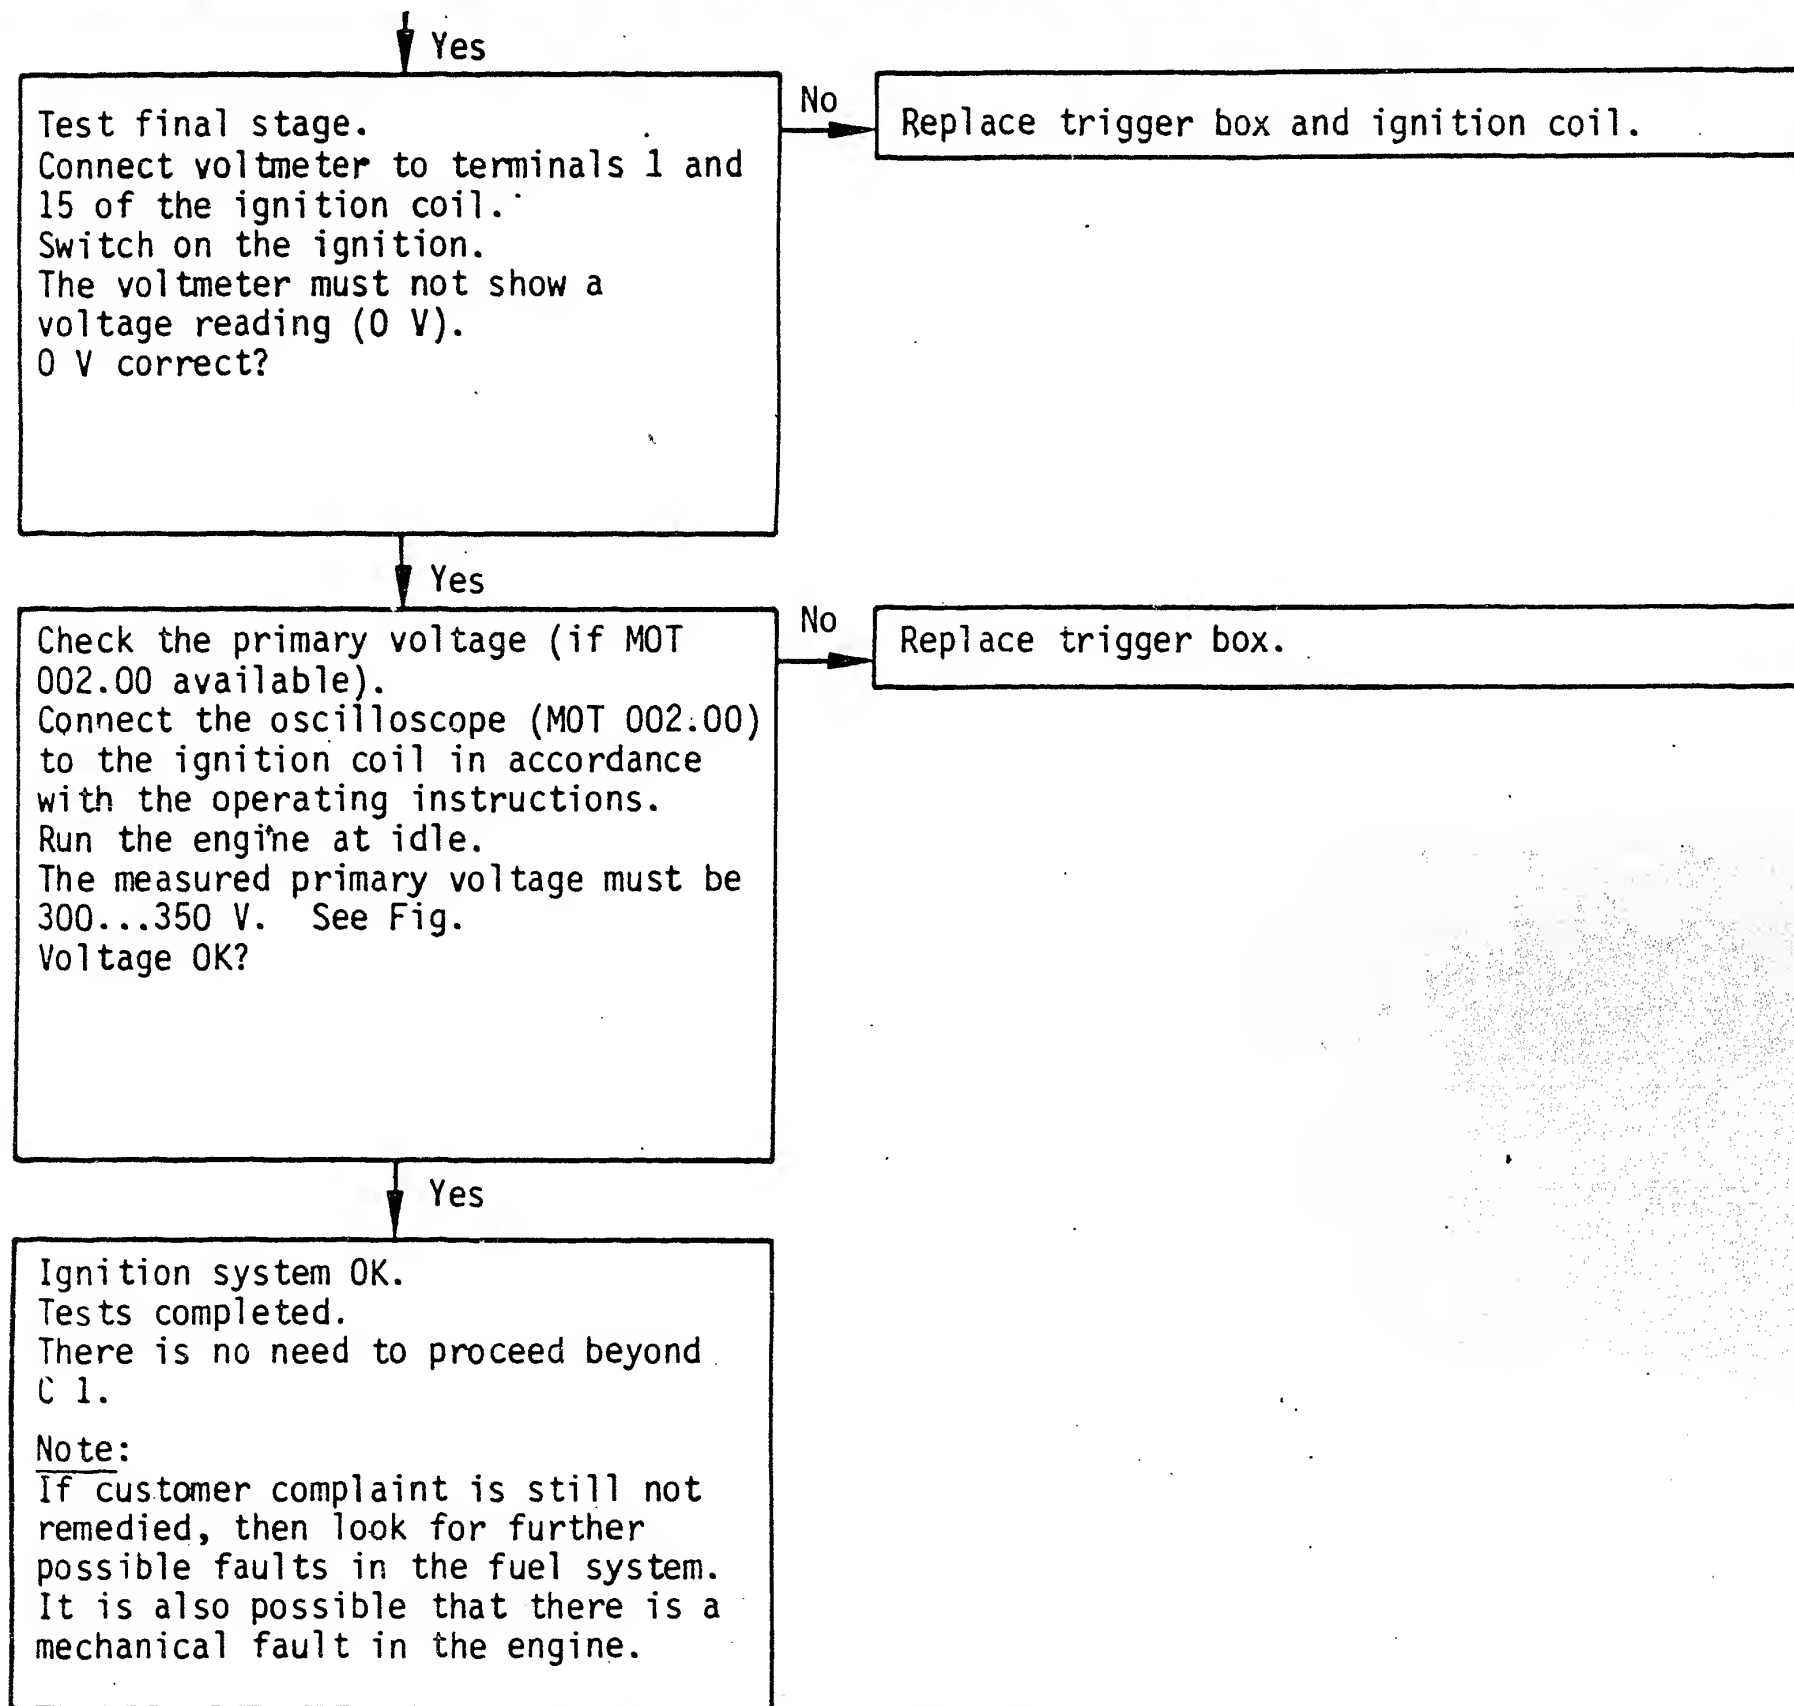 Yes
Test final stage.
Connect voltmeter to terminals 1 and
15 of the ignition coil.
Switch on the ignition.
The voltmeter must not show a
voltage reading (0 V).
0 V correct?
No
Replace trigger box and ignition coil.
Yes
Check the primary voltage (if MOT
002.00 available).
Connect the oscilloscope (MOT 002.00)
to the ignition coil in accordance
with the operating instructions.
Run the engine at idle.
The measured primary voltage must be
300...350 V.  See Fig.
Voltage OK?
No
Replace trigger box.
Yes
Ignition system OK.
Tests completed.
There is no need to proceed beyond
C 1.
Note:
If customer complaint is still not
remedied, then look for further
possible faults in the fuel system.
It is also possible that there is a
mechanical fault in the engine.